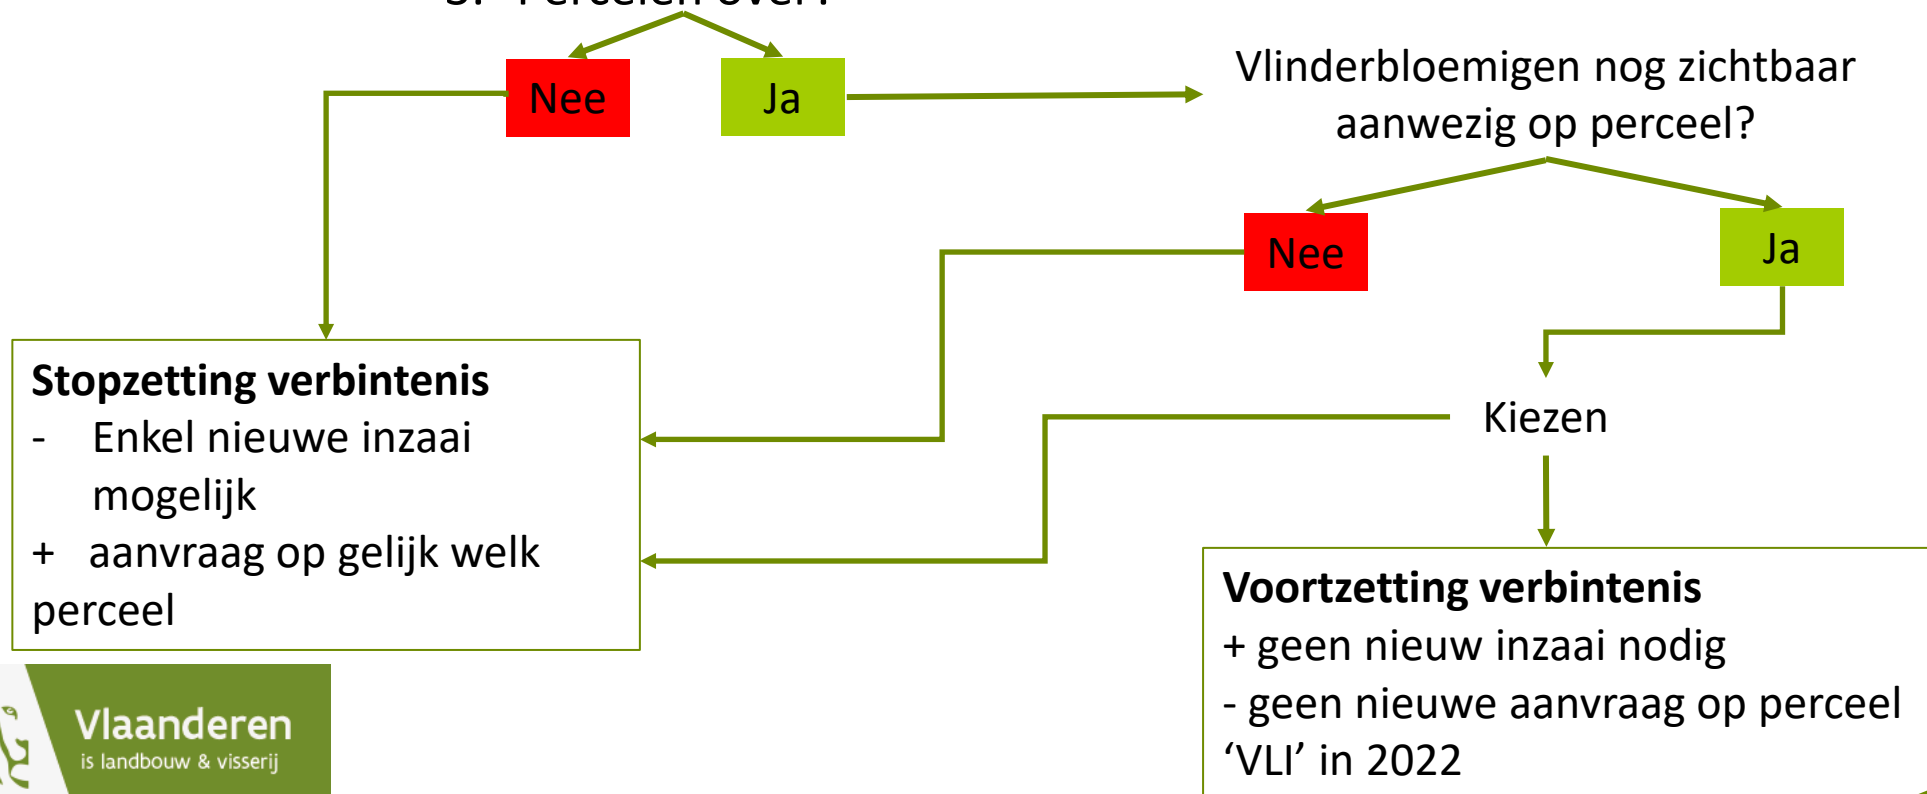 Percelen over?
Nee
Ja
Vlinderbloemigen nog zichtbaar
aanwezig op perceel?
Nee
Ja
Stopzetting verbintenis
- Enkel nieuwe inzaai
mogelijk
+ aanvraag op gelijk welk
perceel
Kiezen
Voortzetting verbintenis
+ geen nieuw inzaai nodig
- geen nieuwe aanvraag op perceel
‘VLI’ in 2022
Vlaanderen
is landbouw & visserij